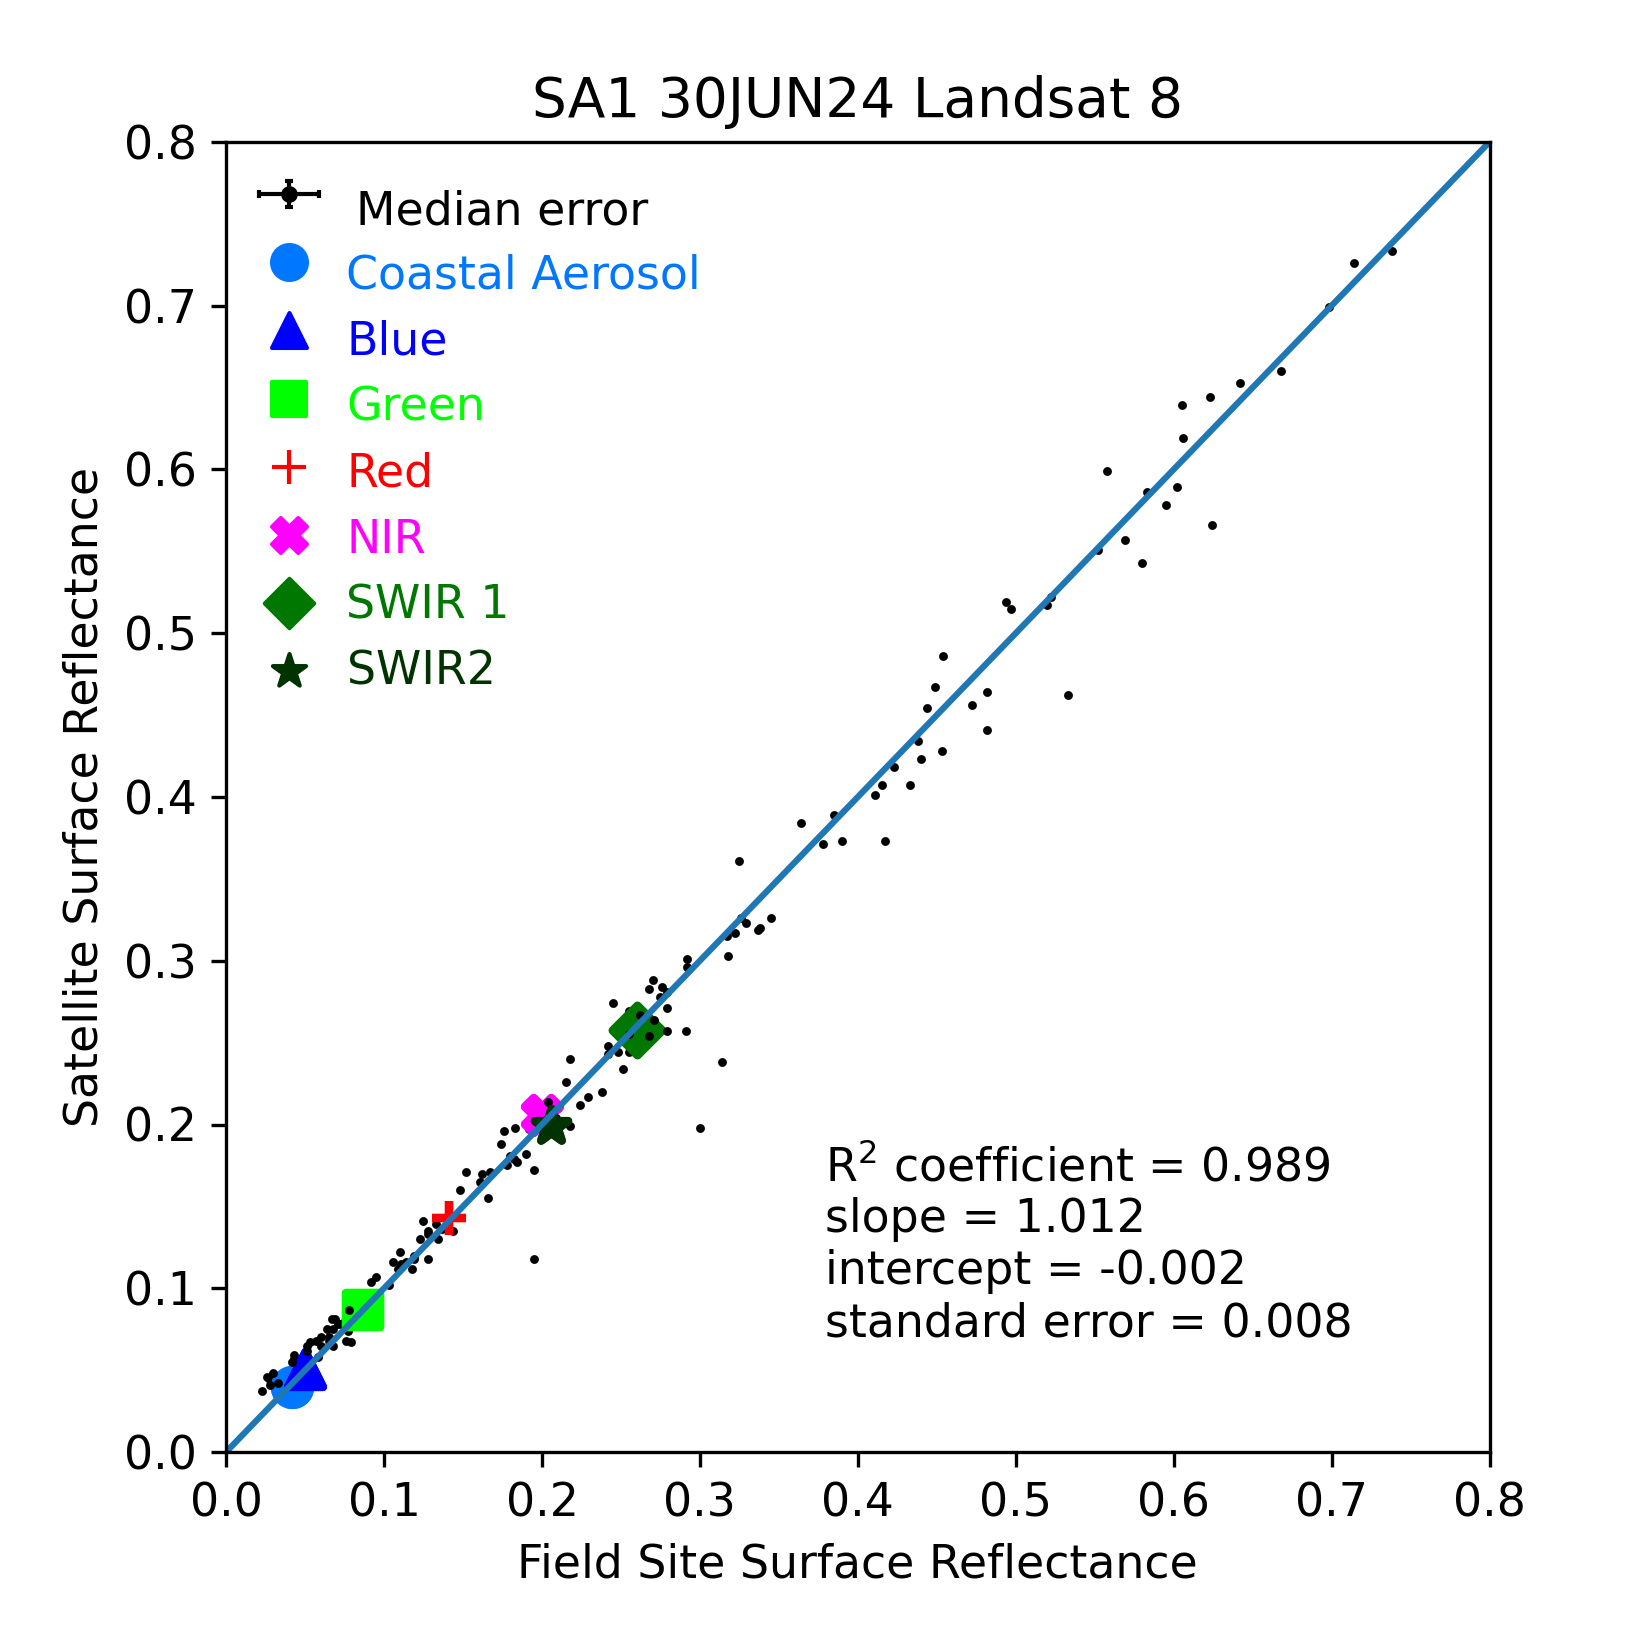 SA1 30JUN24 Landsat 8
0.8
0.7
0.6
0.5
0.4
0.3
0.2
0.1
0.0
Satellite Surface Reflectance
Median error
Coastal Aerosol
Blue
Green
Red
NIR
SWIR 1
SWIR2
R² coefficient = 0.989
slope = 1.012
intercept = -0.002
standard error = 0.008
0.0 0.1 0.2 0.3 0.4 0.5 0.6 0.7 0.8
Field Site Surface Reflectance